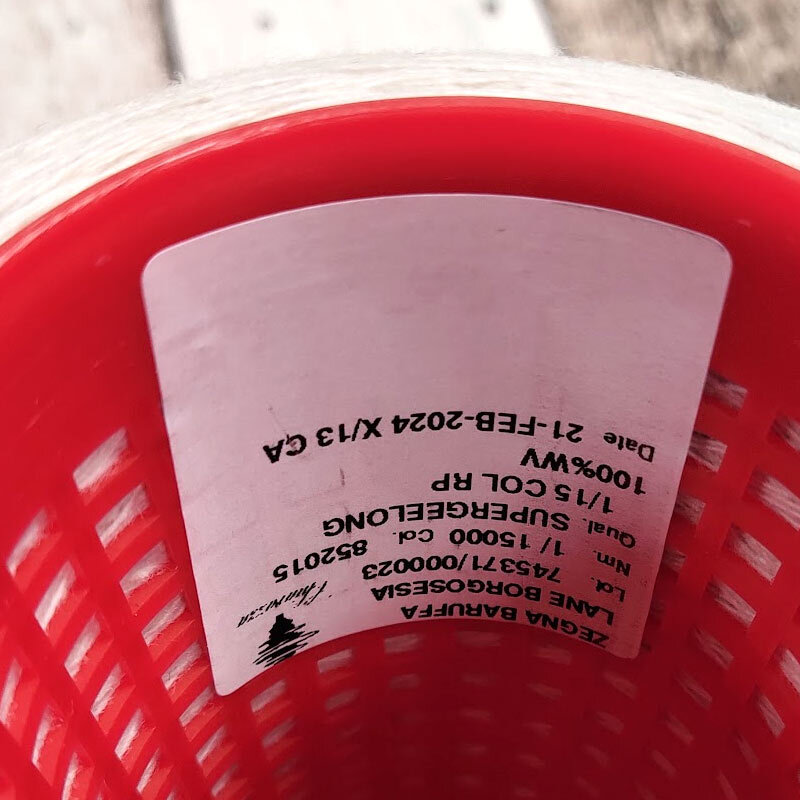 ZEGNA BARUFFA
LANE BORGOSESIA
Lot. 745371/000023
Nm. 1/ 15000 Col. 852015
Qual. SUPERGEELONG
1/15 COL RP
100%WV
Date 21-FEB-2024 X/13 CA